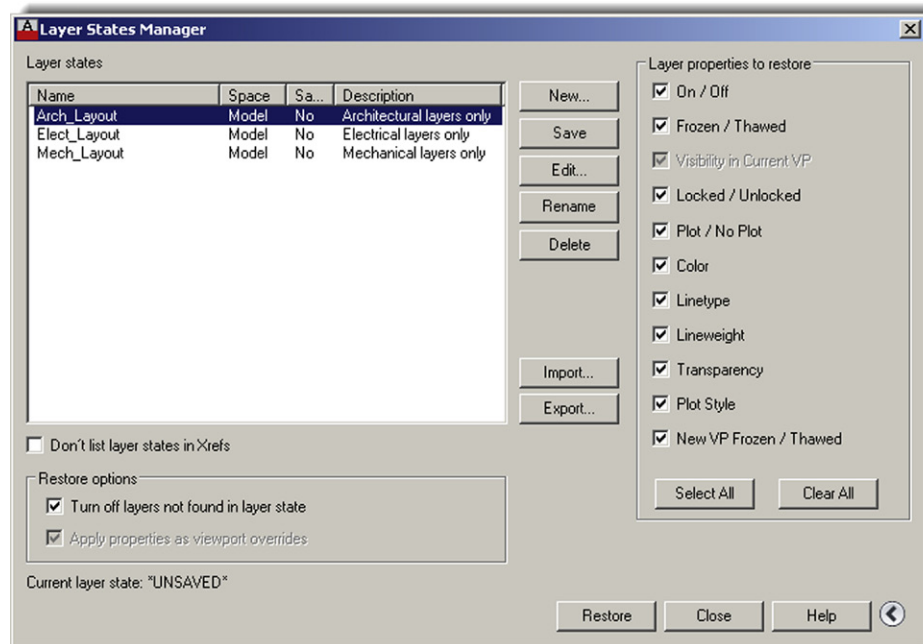 Layer States Manager
Layer states
Name Space Sa... Description
Arch_Layout Model No Architectural layers only
Elect_Layout Model No Electrical layers only
Mech_Layout Model No Mechanical layers only
New...
Save
Edit...
Rename
Delete
Import...
Export...
Don't list layer states in Xrefs
Restore options
Turn off layers not found in layer state
Apply properties as viewport overrides
Current layer state: "UNSAVED"
Layer properties to restore
On / Off
Frozen / Thawed
Visibility in Current VP
Locked / Unlocked
Plot / No Plot
Color
Linetype
Lineweight
Transparency
Plot Style
New VP Frozen / Thawed
Select All Clear All
Restore Close Help